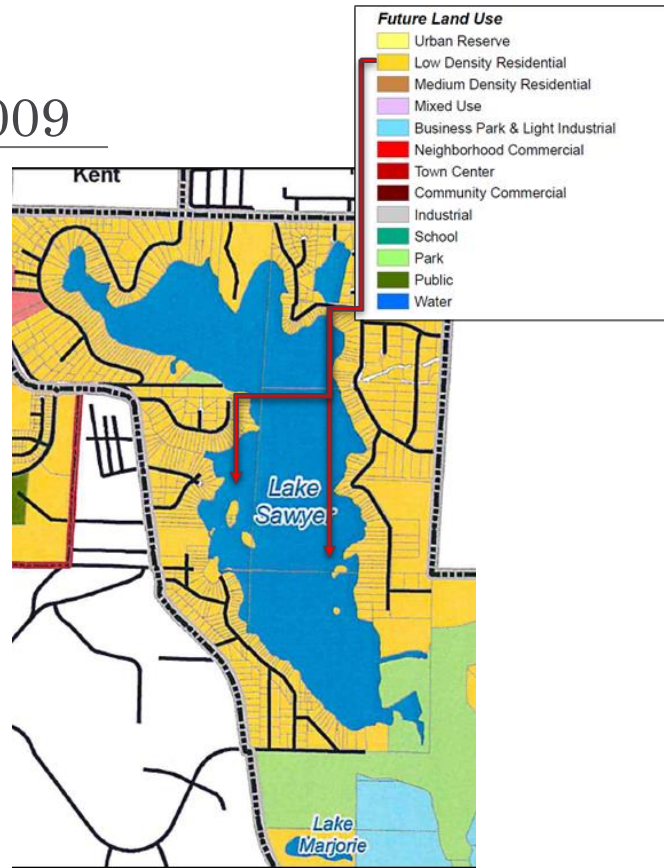 Future Land Use
Urban Reserve
Low Density Residential
Medium Density Residential
Mixed Use
Business Park & Light Industrial
Neighborhood Commercial
Town Center
Community Commercial
Industrial
School
Park
Public
Water
009
Kent
Lake
Sawyer
Lake
Marjorie